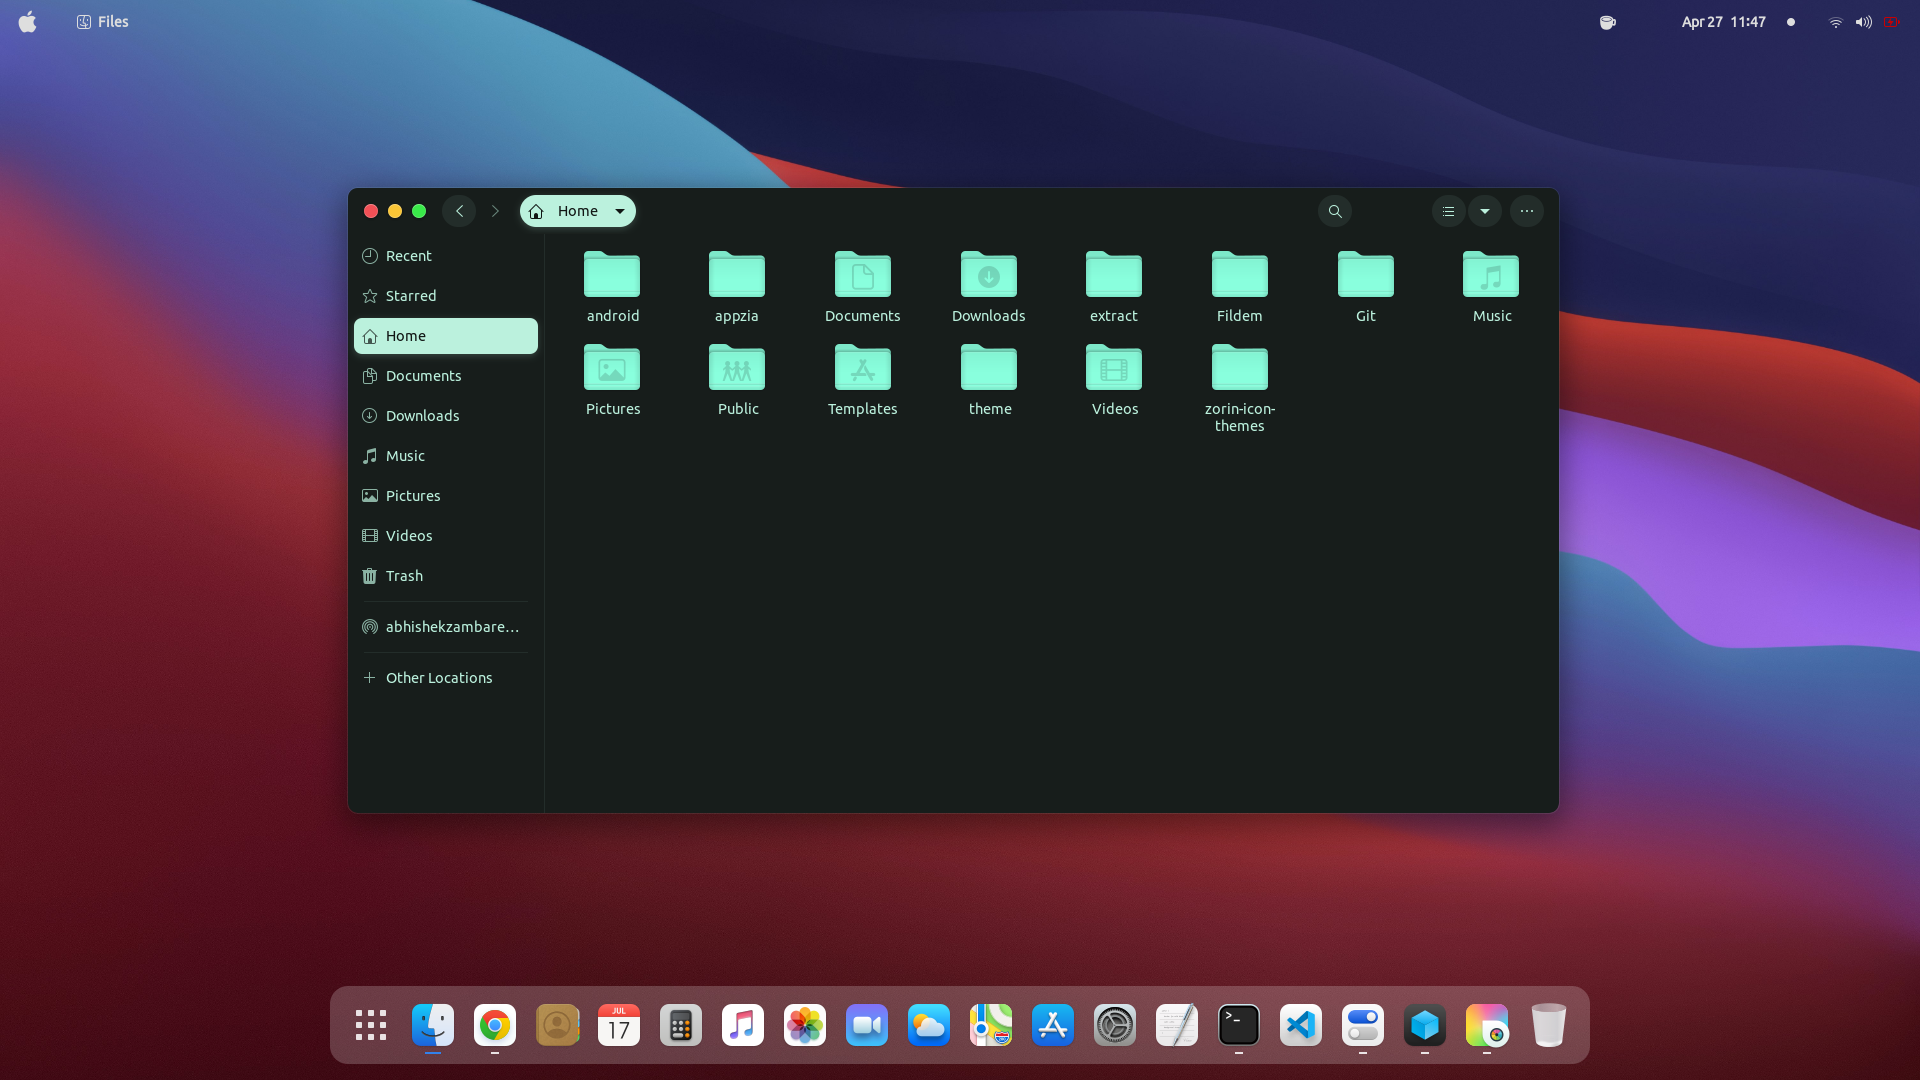 Files
Apr 27 11:47
Home
Recent
Starred
Home
Documents
Downloads
Music
Pictures
Videos
Trash
abhishekzambare…
Other Locations
android
appzia
Documents
Downloads
extract
Fildem
Git
Music
Pictures
Public
Templates
theme
Videos
zorin-icon-
themes
JUL
17
>_